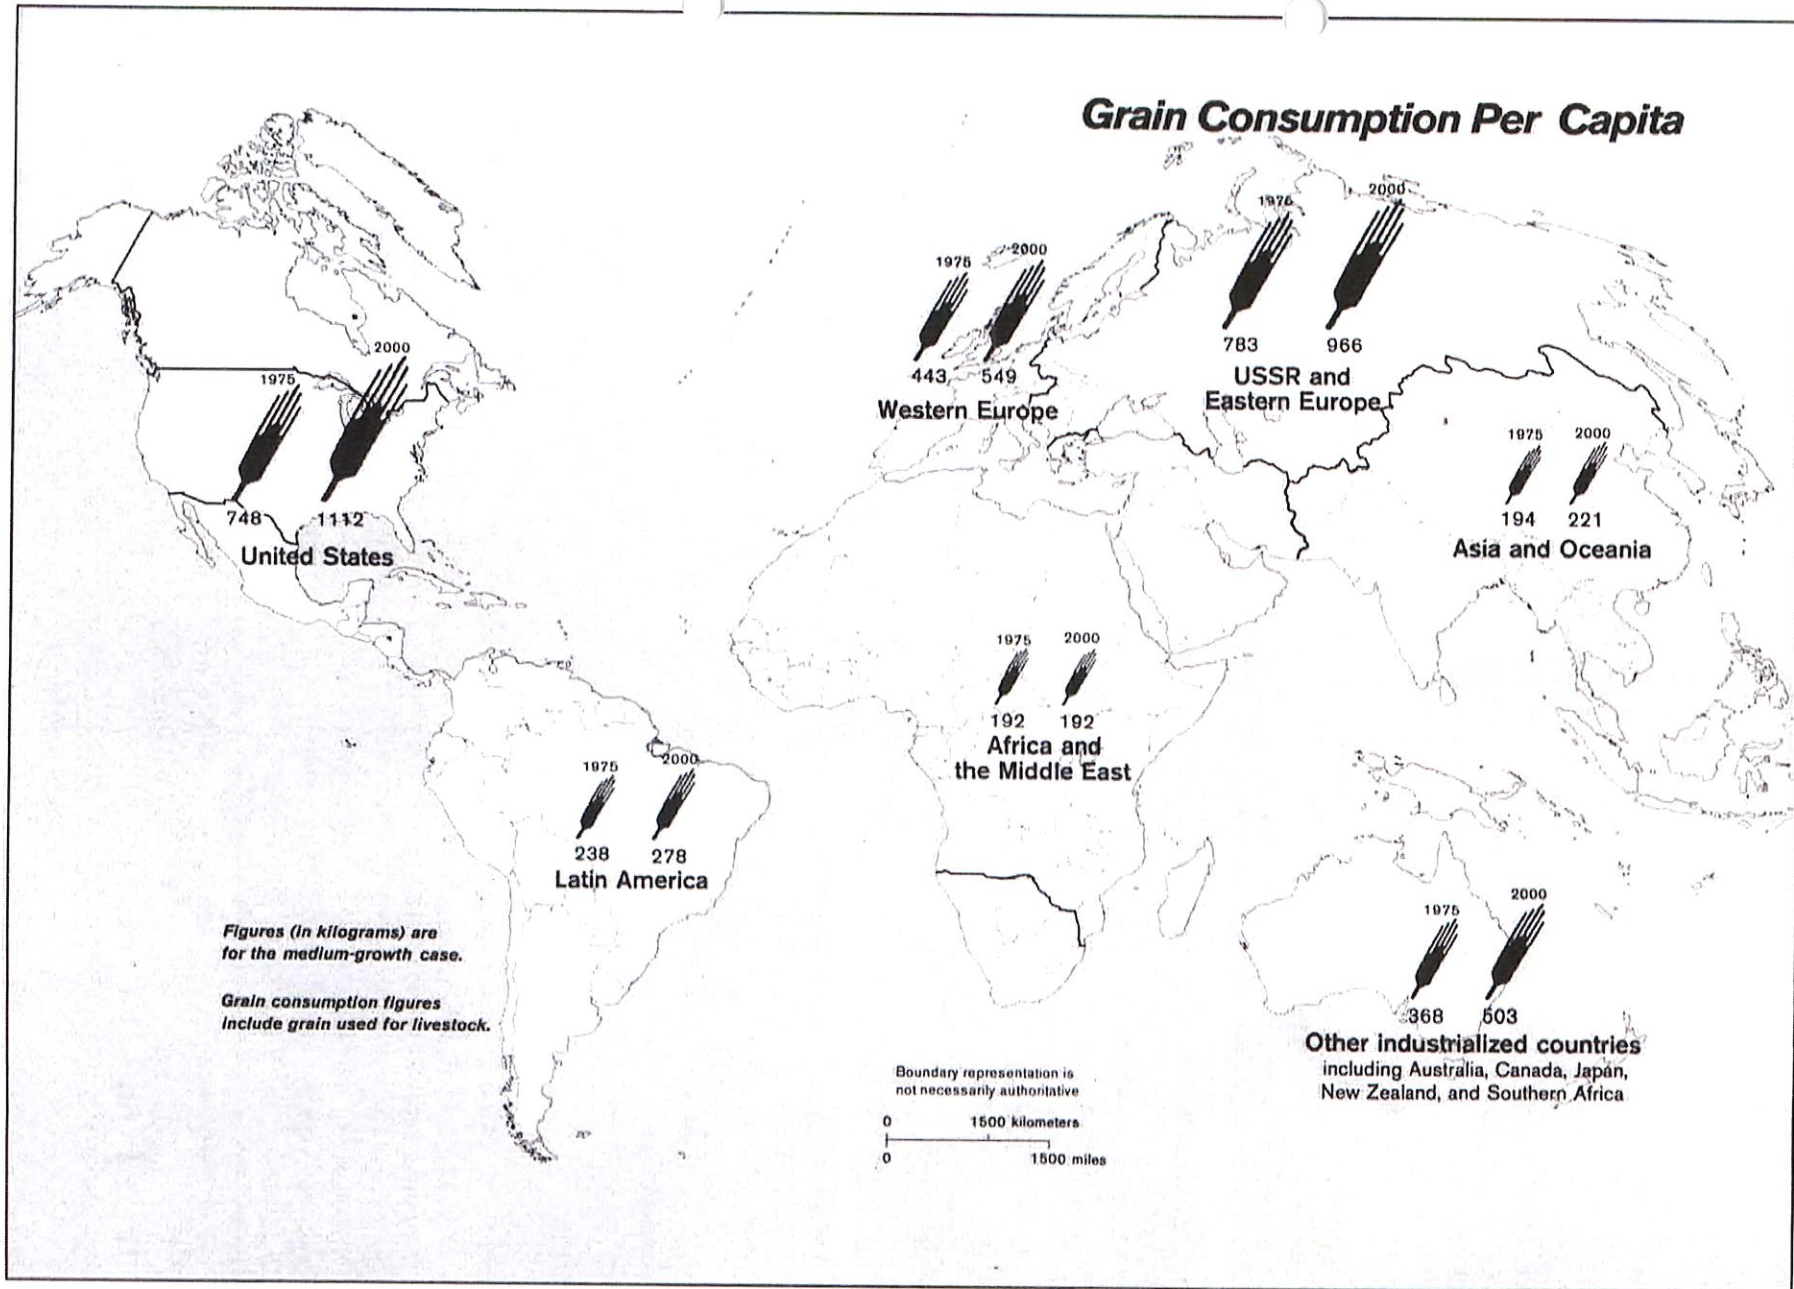 Grain Consumption Per Capita
1975
2000
748
1112
United States
1975
2000
443
549
Western Europe
1975
2000
783
966
USSR and
Eastern Europe
1975
2000
194
221
Asia and Oceania
1975
2000
192
192
Africa and
the Middle East
1975
2000
238
278
Latin America
1975
2000
368
503
Other industrialized countries
including Australia, Canada, Japan,
New Zealand, and Southern Africa
Figures (in kilograms) are
for the medium-growth case.
Grain consumption figures
include grain used for livestock.
Boundary representation is
not necessarily authoritative
0 1500 kilometers
0 1500 miles